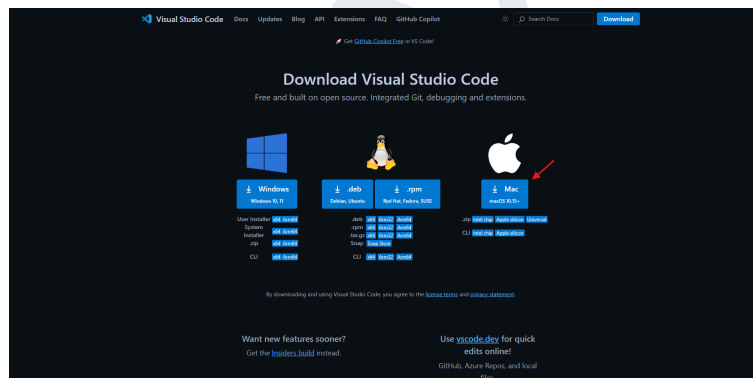 Visual Studio Code Docs Updates Blog API Extensions FAQ GitHub Copilot Search Docs Download
Get GitHub Copilot Free in VS Code!
Download Visual Studio Code
Free and built on open source. Integrated Git, debugging and extensions.
Windows
Windows 10, 11
User Installer x64 Arm64
System Installer x64 Arm64
.zip x64 Arm64
CLI x64 Arm64
.deb
Debian, Ubuntu
.rpm
Red Hat, Fedora, SUSE
.deb x64 Arm32 Arm64
.rpm x64 Arm32 Arm64
.tar.gz x64 Arm32 Arm64
Snap Snap Store
CLI x64 Arm32 Arm64
Mac
macOS 10.15+
.zip Intel chip Apple silicon Universal
CLI Intel chip Apple silicon
By downloading and using Visual Studio Code, you agree to the license terms and privacy statement.
Want new features sooner?
Get the Insiders build instead.
Use vscode.dev for quick
edits online!
GitHub, Azure Repos, and local
files.